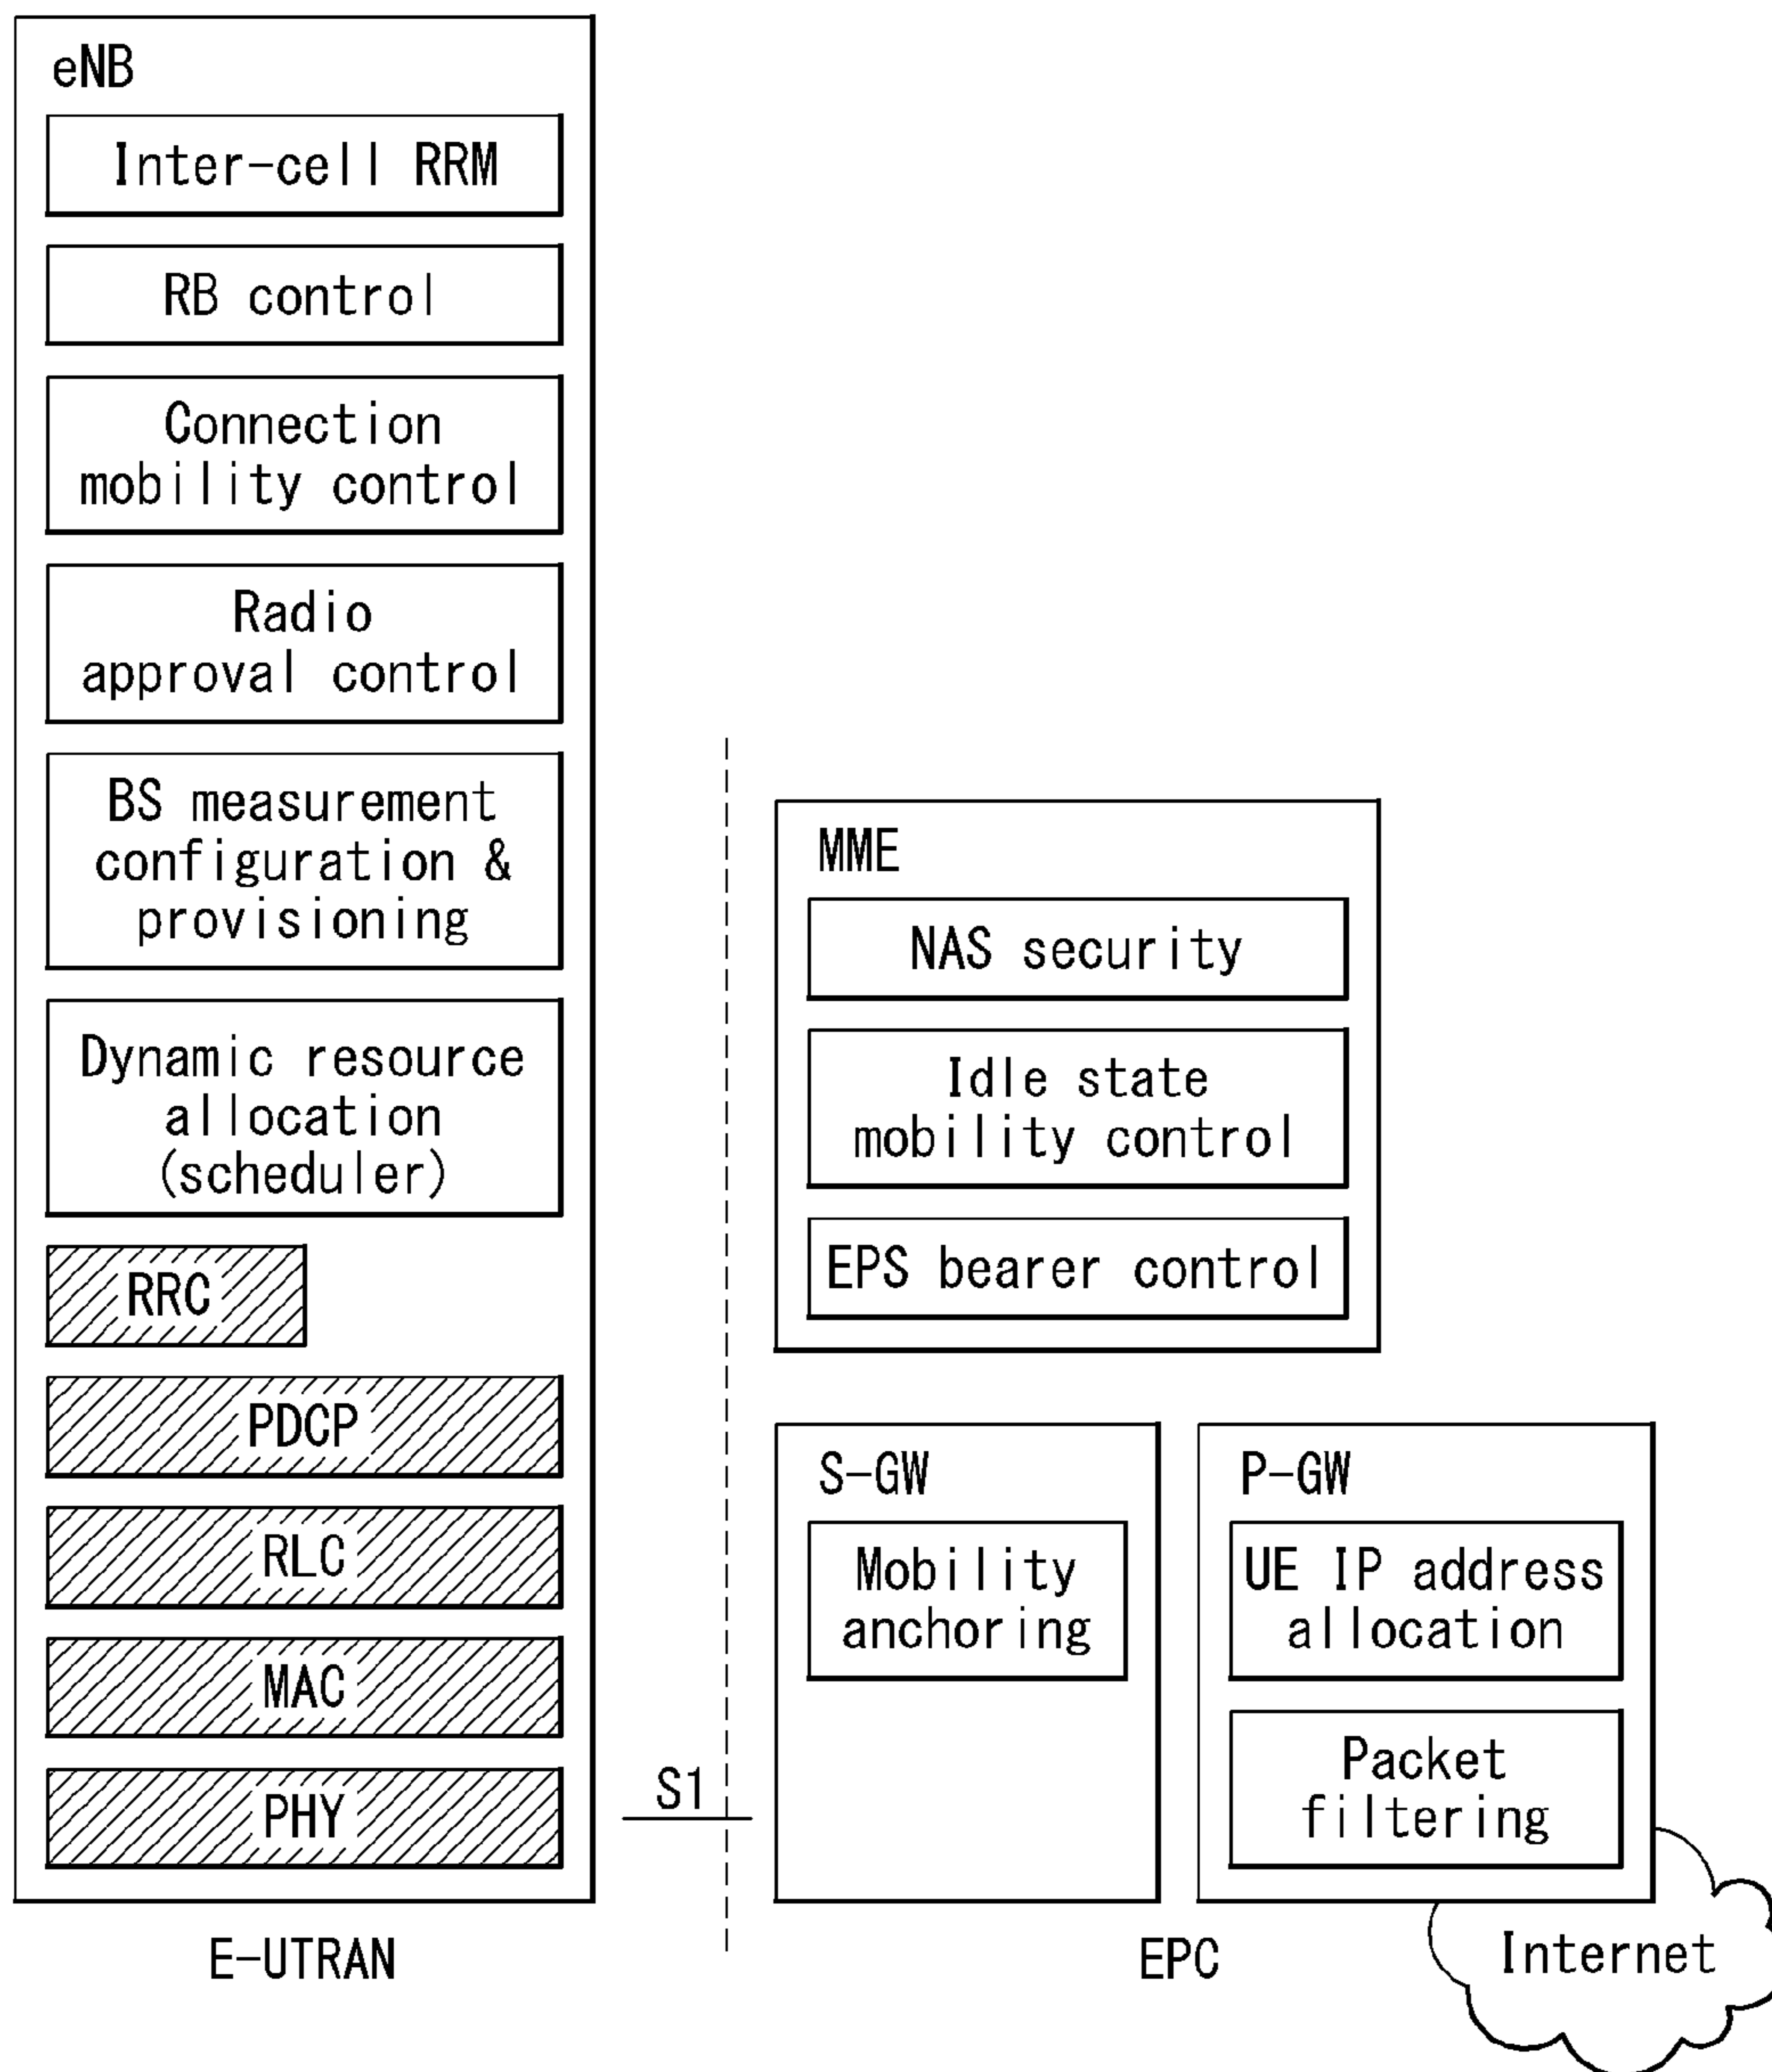 eNB
Inter-cell RRM
RB control
Connection
mobility control
Radio
approval control
BS measurement
configuration &
provisioning
Dynamic resource
allocation
(scheduler)
RRC
PDCP
RLC
MAC
PHY
E-UTRAN
S1
MME
NAS security
Idle state
mobility control
EPS bearer control
S-GW
Mobility
anchoring
P-GW
UE IP address
allocation
Packet
filtering
EPC
Internet